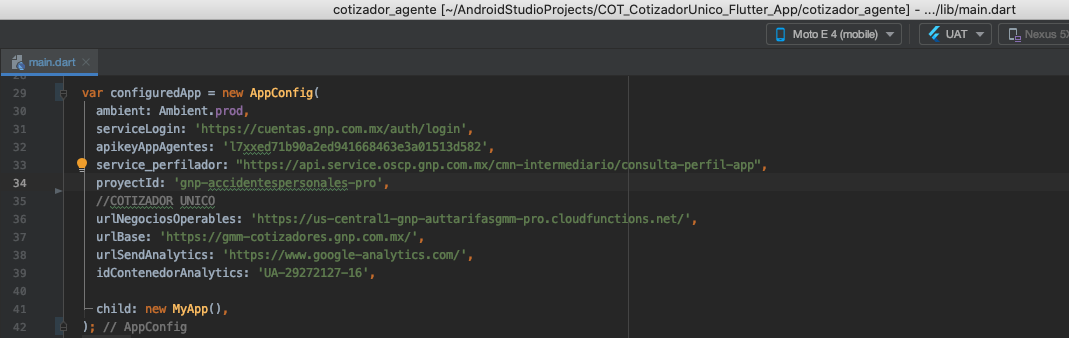 cotizador_agente [~/AndroidStudioProjects/COT_CotizadorUnico_Flutter_App/cotizador_agente] - .../lib/main.dart
Moto E 4 (mobile) UAT Nexus 5X
main.dart
28
29 var configuredApp = new AppConfig(
30 ambient: Ambient.prod,
31 serviceLogin: 'https://cuentas.gnp.com.mx/auth/login',
32 apikeyAppAgentes: 'l7xxed71b90a2ed941668463e3a01513d582',
33 service_perfilador: "https://api.service.oscp.gnp.com.mx/cmn-intermediario/consulta-perfil-app",
34 proyectId: 'gnp-accidentespersonales-pro',
35 //COTIZADOR UNICO
36 urlNegociosOperables: 'https://us-central1-gnp-auttarifasgmm-pro.cloudfunctions.net/',
37 urlBase: 'https://gmm-cotizadores.gnp.com.mx/',
38 urlSendAnalytics: 'https://www.google-analytics.com/',
39 idContenedorAnalytics: 'UA-29272127-16',
40
41 child: new MyApp(),
42 ); // AppConfig